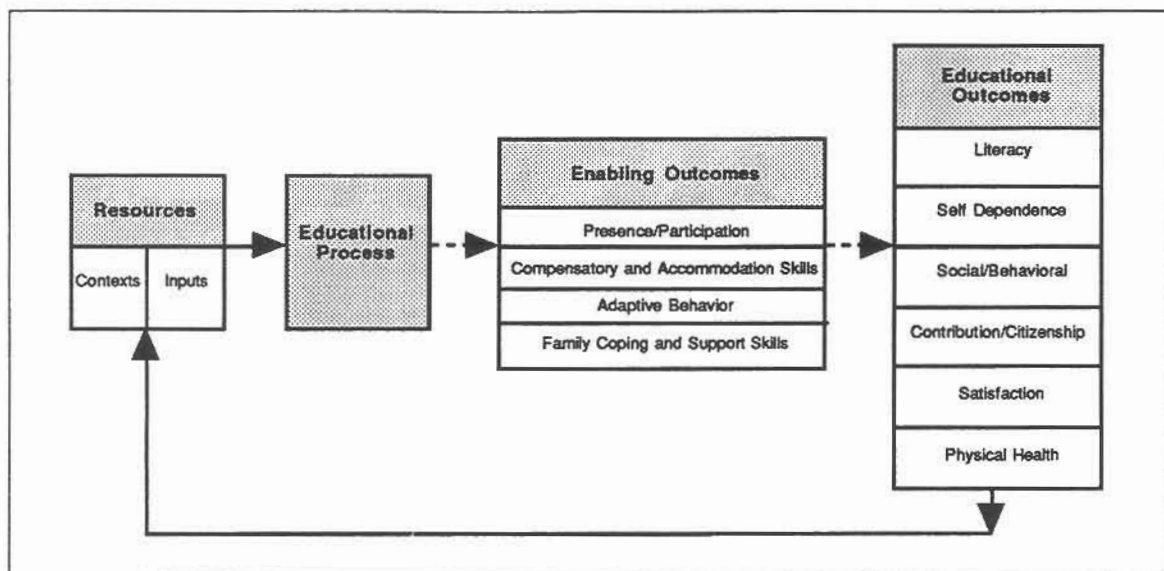 Resources
Contexts
Inputs
Educational
Process
Enabling Outcomes
Presence/Participation
Compensatory and Accommodation Skills
Adaptive Behavior
Family Coping and Support Skills
Educational
Outcomes
Literacy
Self Dependence
Social/Behavioral
Contribution/Citizenship
Satisfaction
Physical Health